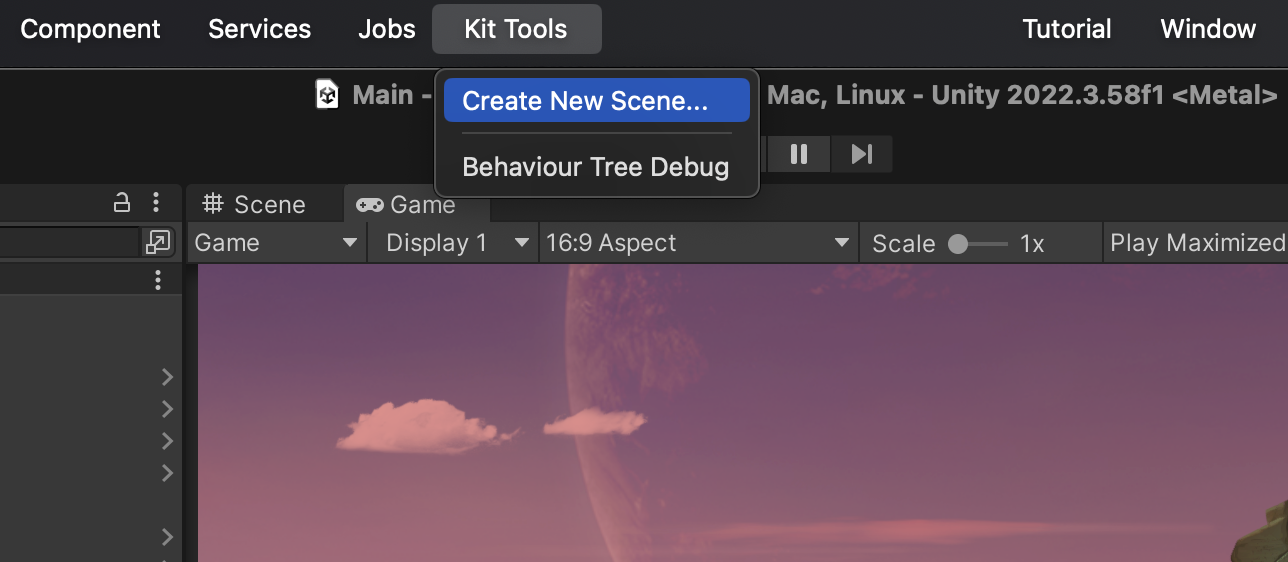 Component Services Jobs Kit Tools Tutorial Window
Main - Mac, Linux - Unity 2022.3.58f1 <Metal>
Create New Scene...
Behaviour Tree Debug
Scene Game
Game Display 1 16:9 Aspect Scale 1x Play Maximized